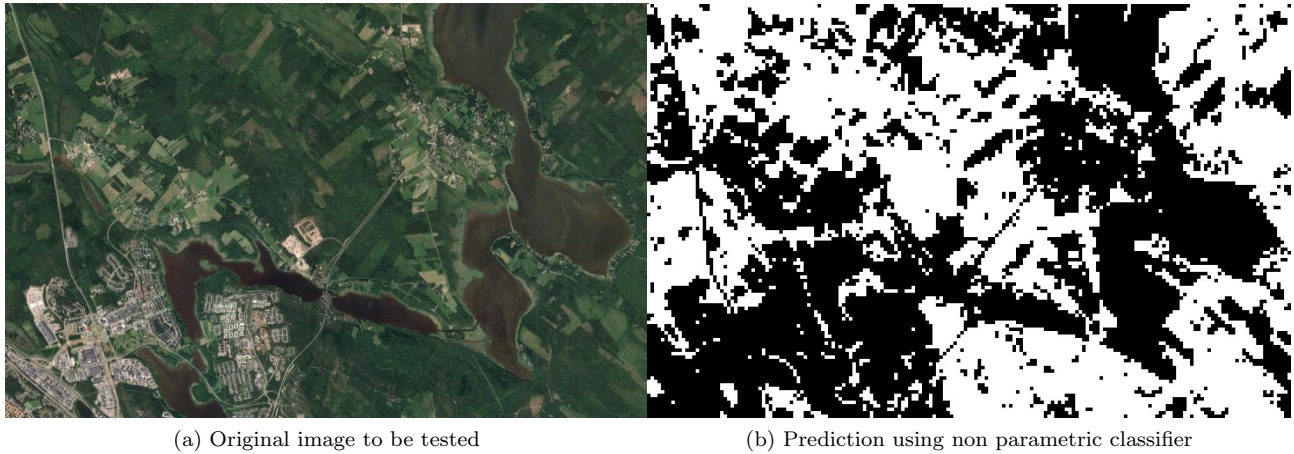 (a) Original image to be tested
(b) Prediction using non parametric classifier